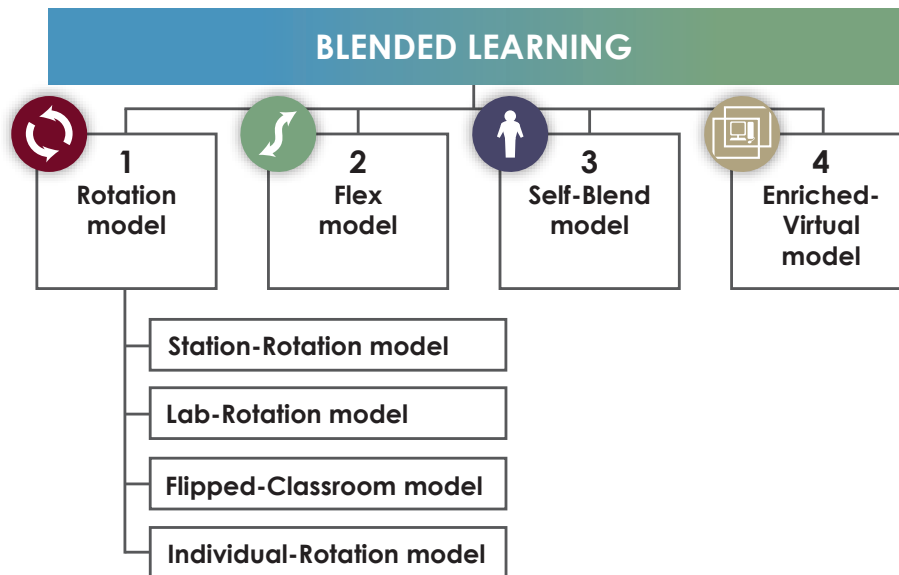 BLENDED LEARNING
1
Rotation
model
2
Flex
model
3
Self-Blend
model
4
Enriched-
Virtual
model
Station-Rotation model
Lab-Rotation model
Flipped-Classroom model
Individual-Rotation model